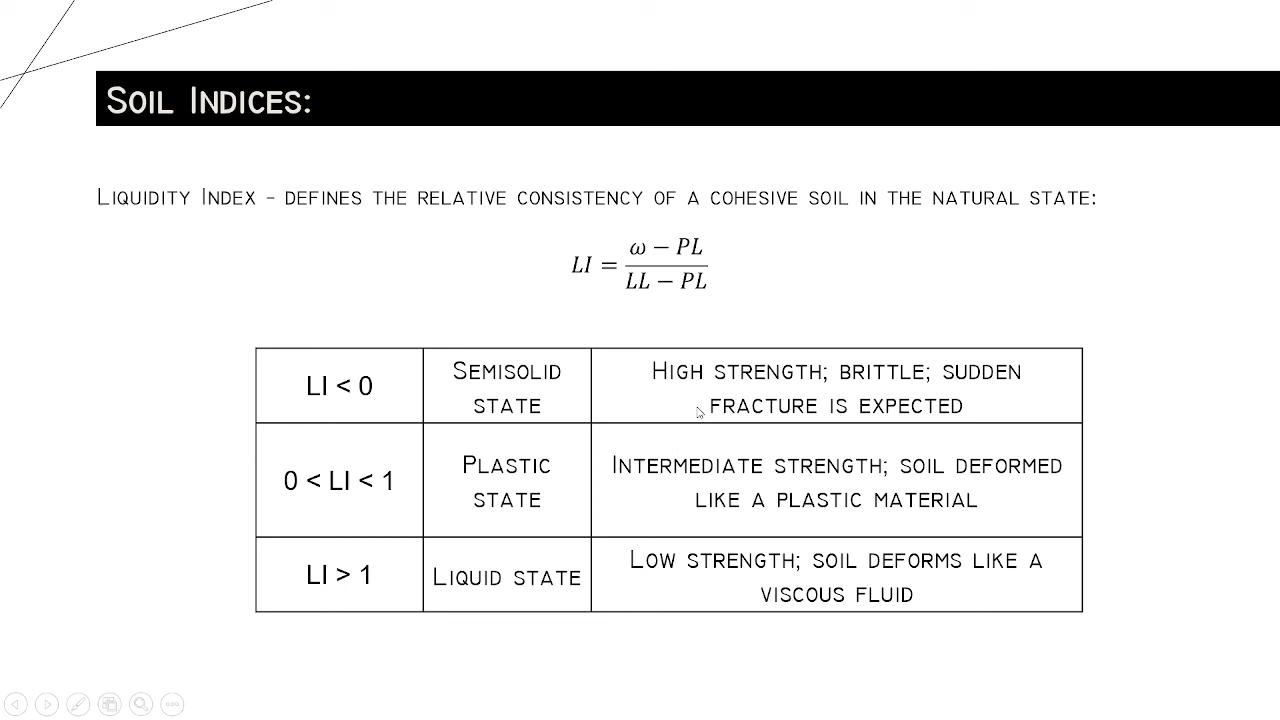 Soil Indices:
Liquidity Index - defines the relative consistency of a cohesive soil in the natural state:
LI = (ω − PL) / (LL − PL)
LI < 0
Semisolid
state
High strength; brittle; sudden
fracture is expected
0 < LI < 1
Plastic
state
Intermediate strength; soil deformed
like a plastic material
LI > 1
Liquid state
Low strength; soil deforms like a
viscous fluid